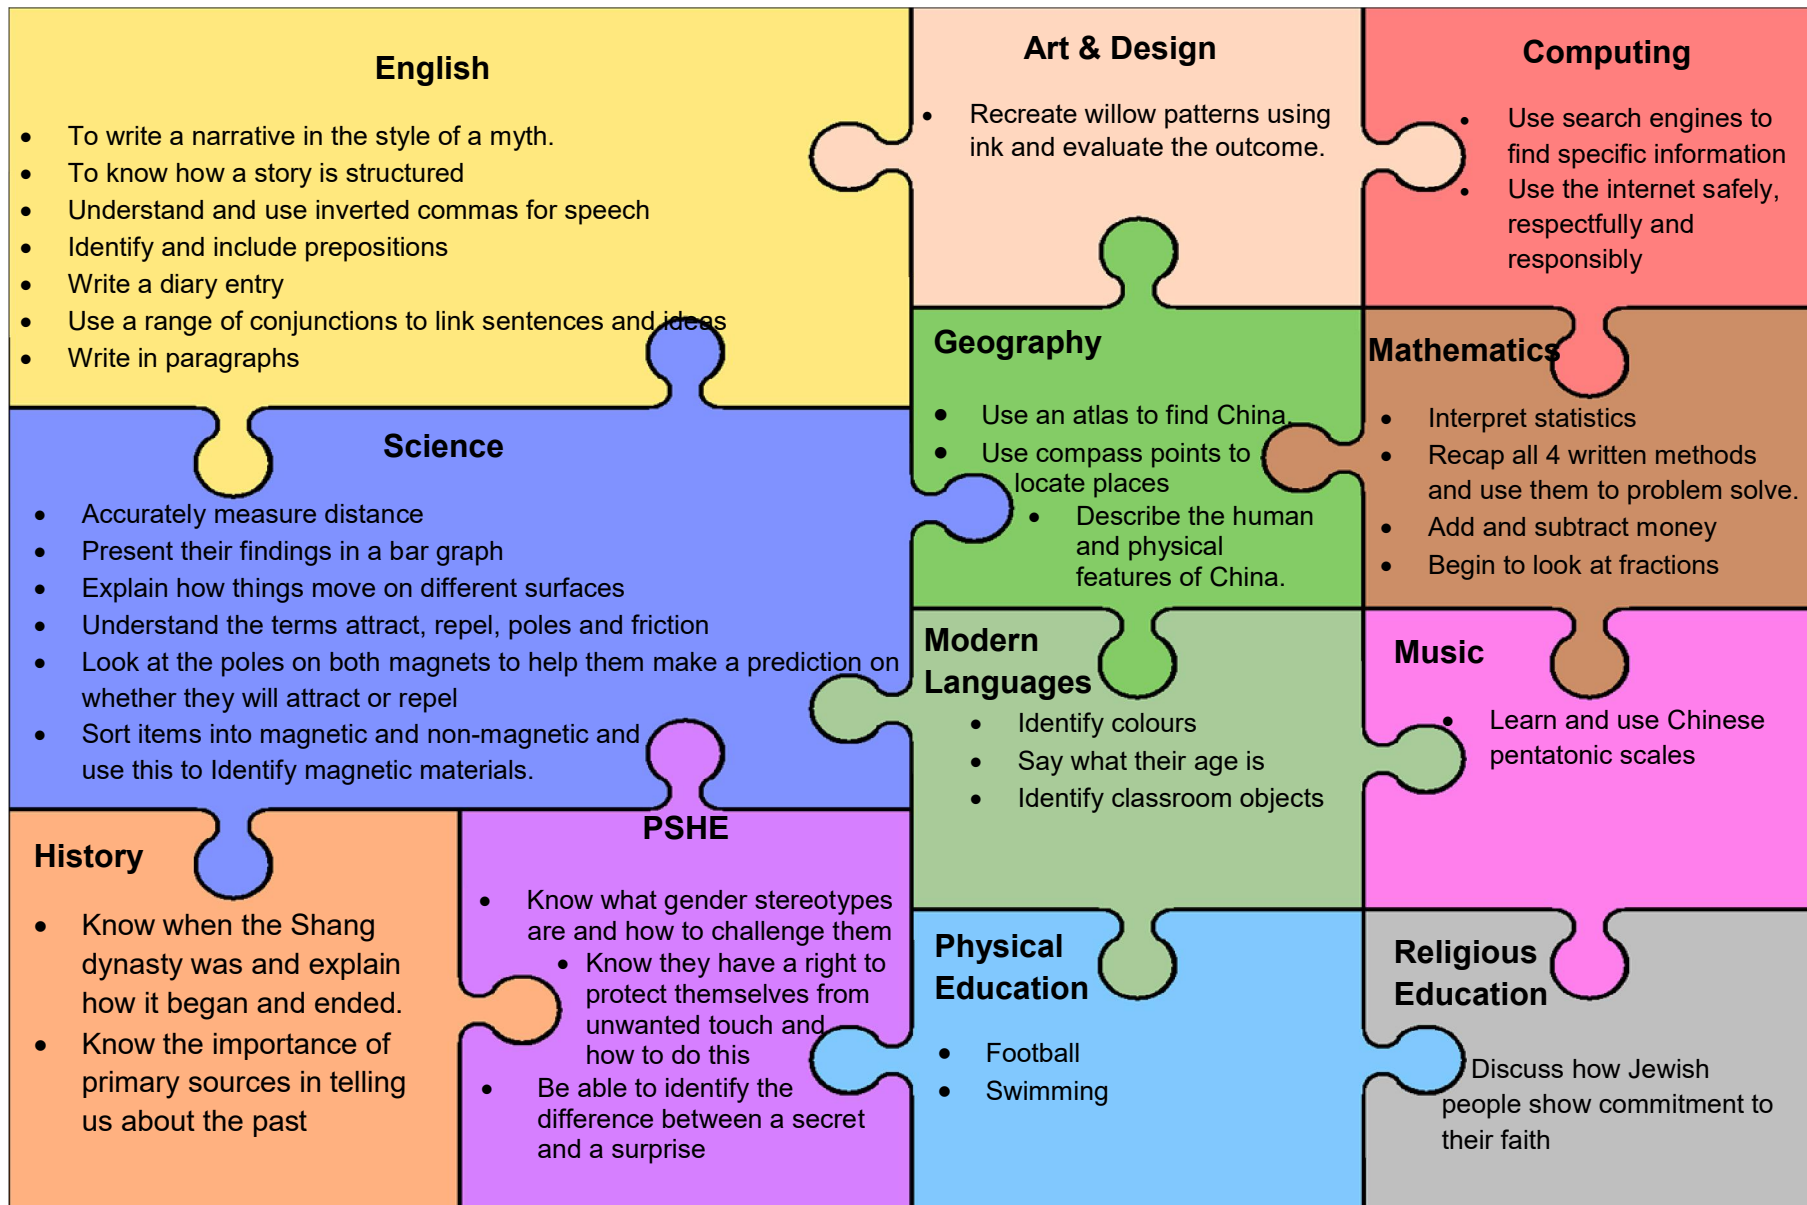 English
• To write a narrative in the style of a myth.
• To know how a story is structured
• Understand and use inverted commas for speech
• Identify and include prepositions
• Write a diary entry
• Use a range of conjunctions to link sentences and ideas
• Write in paragraphs
Art & Design
• Recreate willow patterns using
ink and evaluate the outcome.
Computing
• Use search engines to
find specific information
• Use the internet safely,
respectfully and
responsibly
Science
• Accurately measure distance
• Present their findings in a bar graph
• Explain how things move on different surfaces
• Understand the terms attract, repel, poles and friction
• Look at the poles on both magnets to help them make a prediction on
whether they will attract or repel
• Sort items into magnetic and non-magnetic and
use this to Identify magnetic materials.
Geography
• Use an atlas to find China.
• Use compass points to
locate places
• Describe the human
and physical
features of China.
Mathematics
• Interpret statistics
• Recap all 4 written methods
and use them to problem solve.
• Add and subtract money
• Begin to look at fractions
Modern
Languages
• Identify colours
• Say what their age is
• Identify classroom objects
Music
• Learn and use Chinese
pentatonic scales
History
• Know when the Shang
dynasty was and explain
how it began and ended.
• Know the importance of
primary sources in telling
us about the past
PSHE
• Know what gender stereotypes
are and how to challenge them
• Know they have a right to
protect themselves from
unwanted touch and
how to do this
• Be able to identify the
difference between a secret
and a surprise
Physical
Education
• Football
• Swimming
Religious
Education
Discuss how Jewish
people show commitment to
their faith